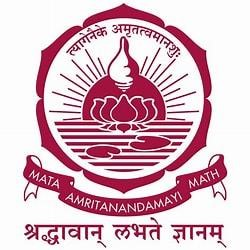 त्यागेनैके अमृतत्वमानशुः
MATA AMRITANANDAMAYI MATH
श्रद्धावान् लभते ज्ञानम्